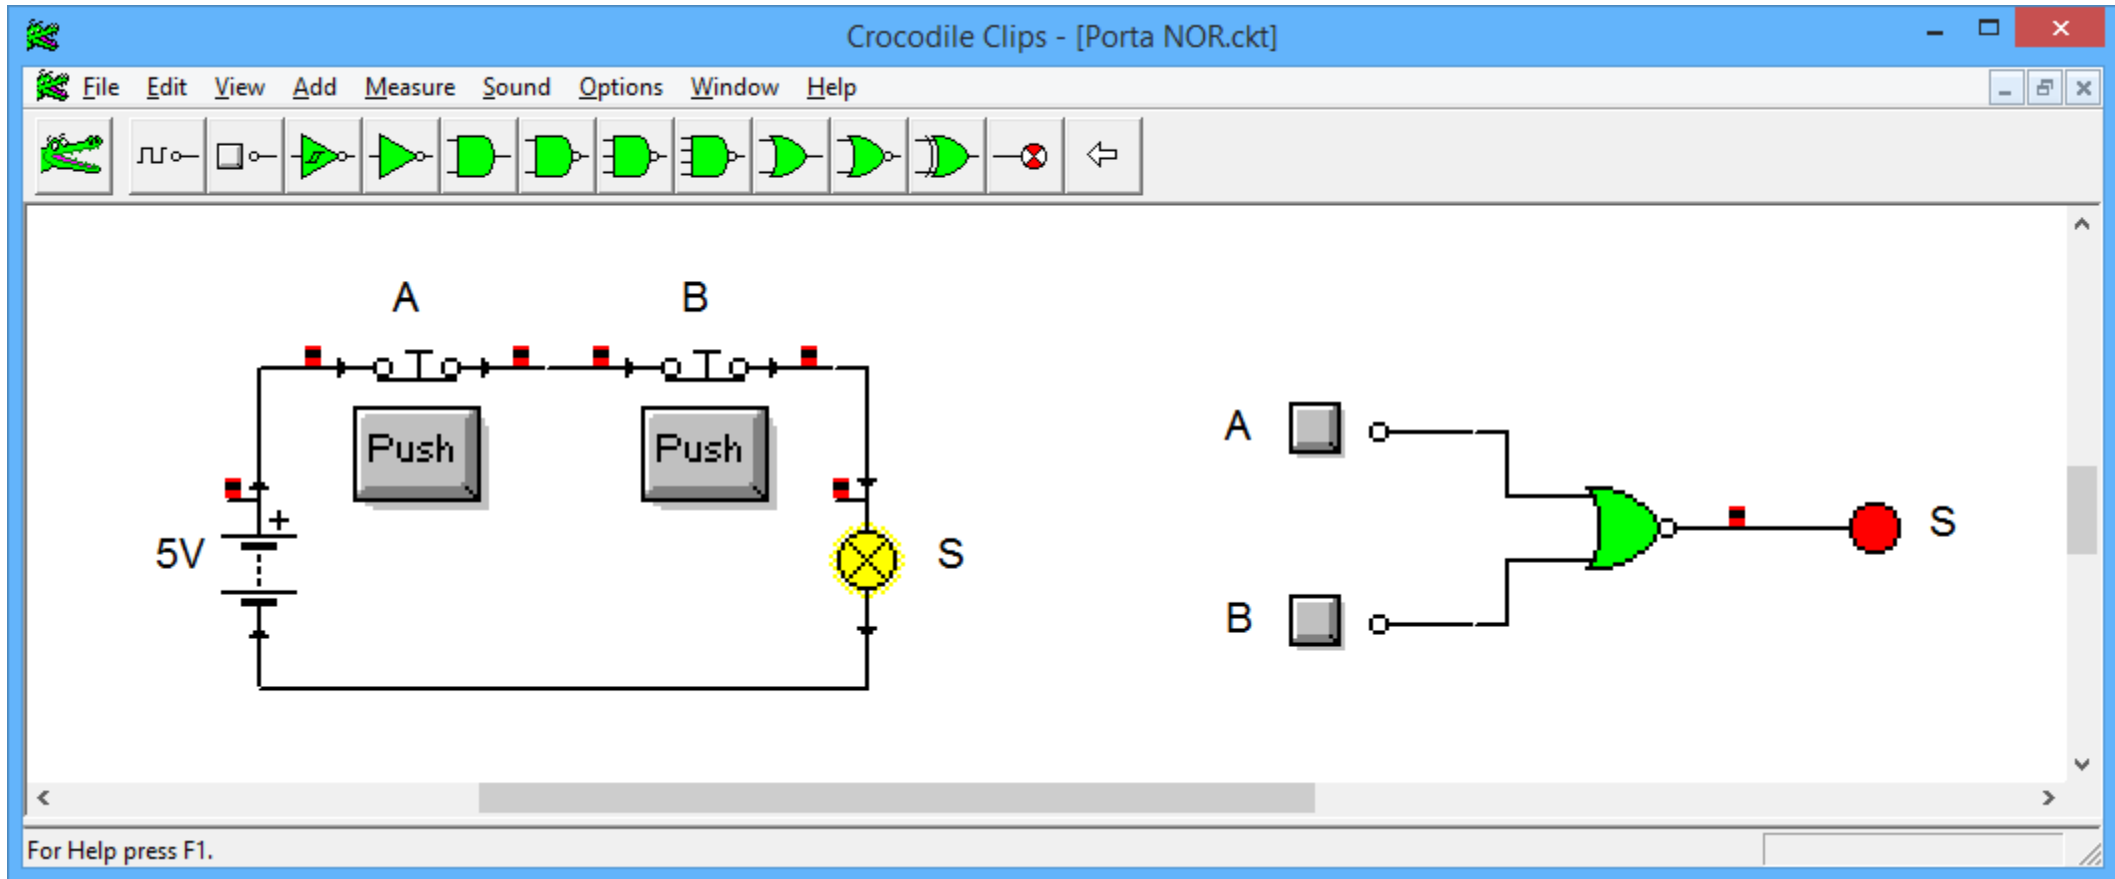 Crocodile Clips - [Porta NOR.ckt]
File Edit View Add Measure Sound Options Window Help
A B
Push Push
5V + S
A
B
S
For Help press F1.